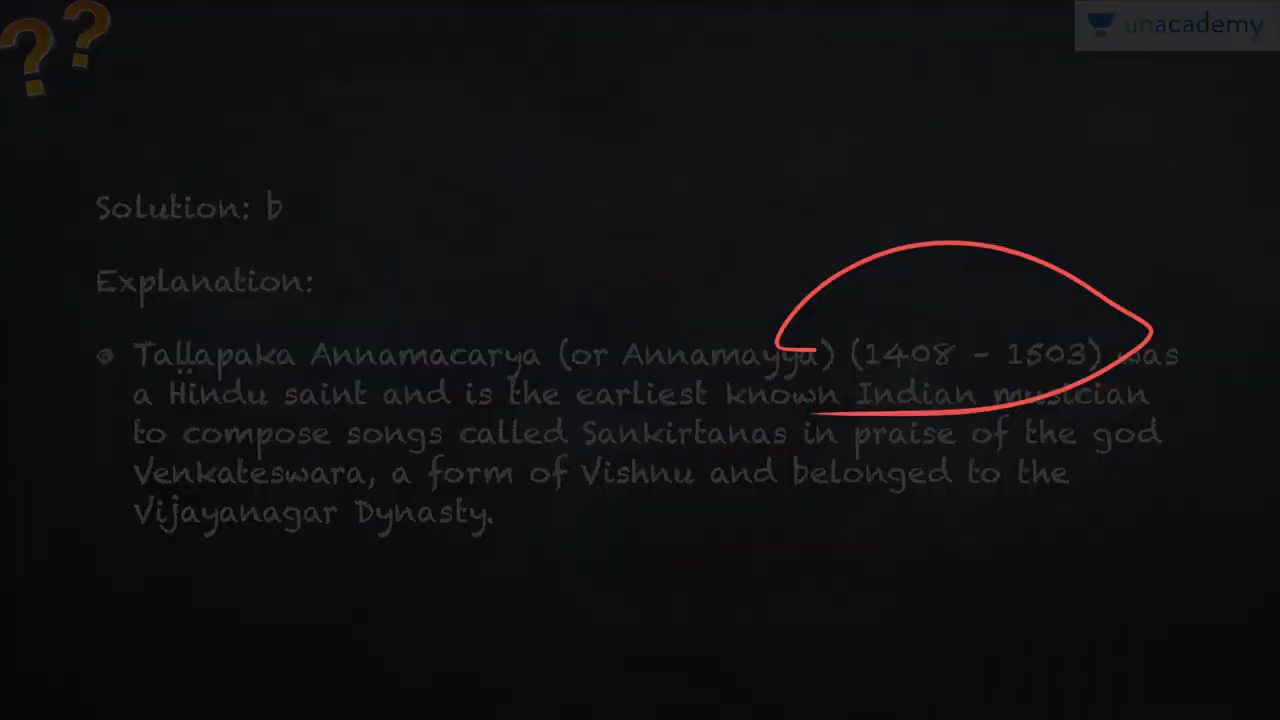 unacademy
Solution: b
Explanation:
Tallapaka Annamacarya (or Annamayya) (1408 - 1503) was
a Hindu saint and is the earliest known Indian musician
to compose songs called Sankirtanas in praise of the god
Venkateswara, a form of Vishnu and belonged to the
Vijayanagar Dynasty.